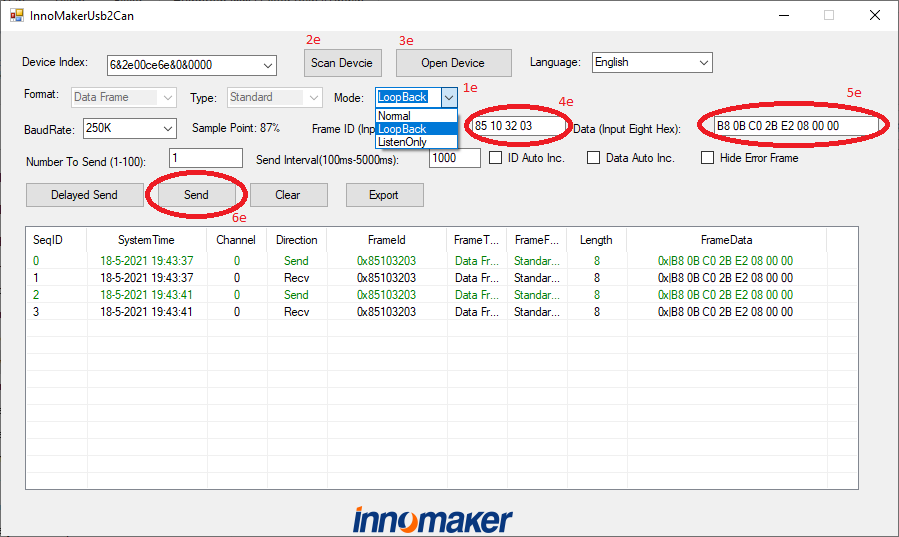 InnoMakerUsb2Can
2e 3e
Device Index: 6&2e00ce6e&0&0000 Scan Devcie Open Device Language: English
1e 4e 5e
Format: Data Frame Type: Standard Mode: LoopBack
Normal
LoopBack
ListenOnly
BaudRate: 250K Sample Point: 87% Frame ID (Inp 85 10 32 03 Data (Input Eight Hex): B8 0B C0 2B E2 08 00 00
Number To Send (1-100): 1 Send Interval(100ms-5000ms): 1000 ID Auto Inc. Data Auto Inc. Hide Error Frame
Delayed Send Send Clear Export
6e
SeqID SystemTime Channel Direction FrameId FrameT... FrameF... Length FrameData
0 18-5-2021 19:43:37 0 Send 0x85103203 Data Fr... Standar... 8 0x|B8 0B C0 2B E2 08 00 00
1 18-5-2021 19:43:37 0 Recv 0x85103203 Data Fr... Standar... 8 0x|B8 0B C0 2B E2 08 00 00
2 18-5-2021 19:43:41 0 Send 0x85103203 Data Fr... Standar... 8 0x|B8 0B C0 2B E2 08 00 00
3 18-5-2021 19:43:41 0 Recv 0x85103203 Data Fr... Standar... 8 0x|B8 0B C0 2B E2 08 00 00
innomaker